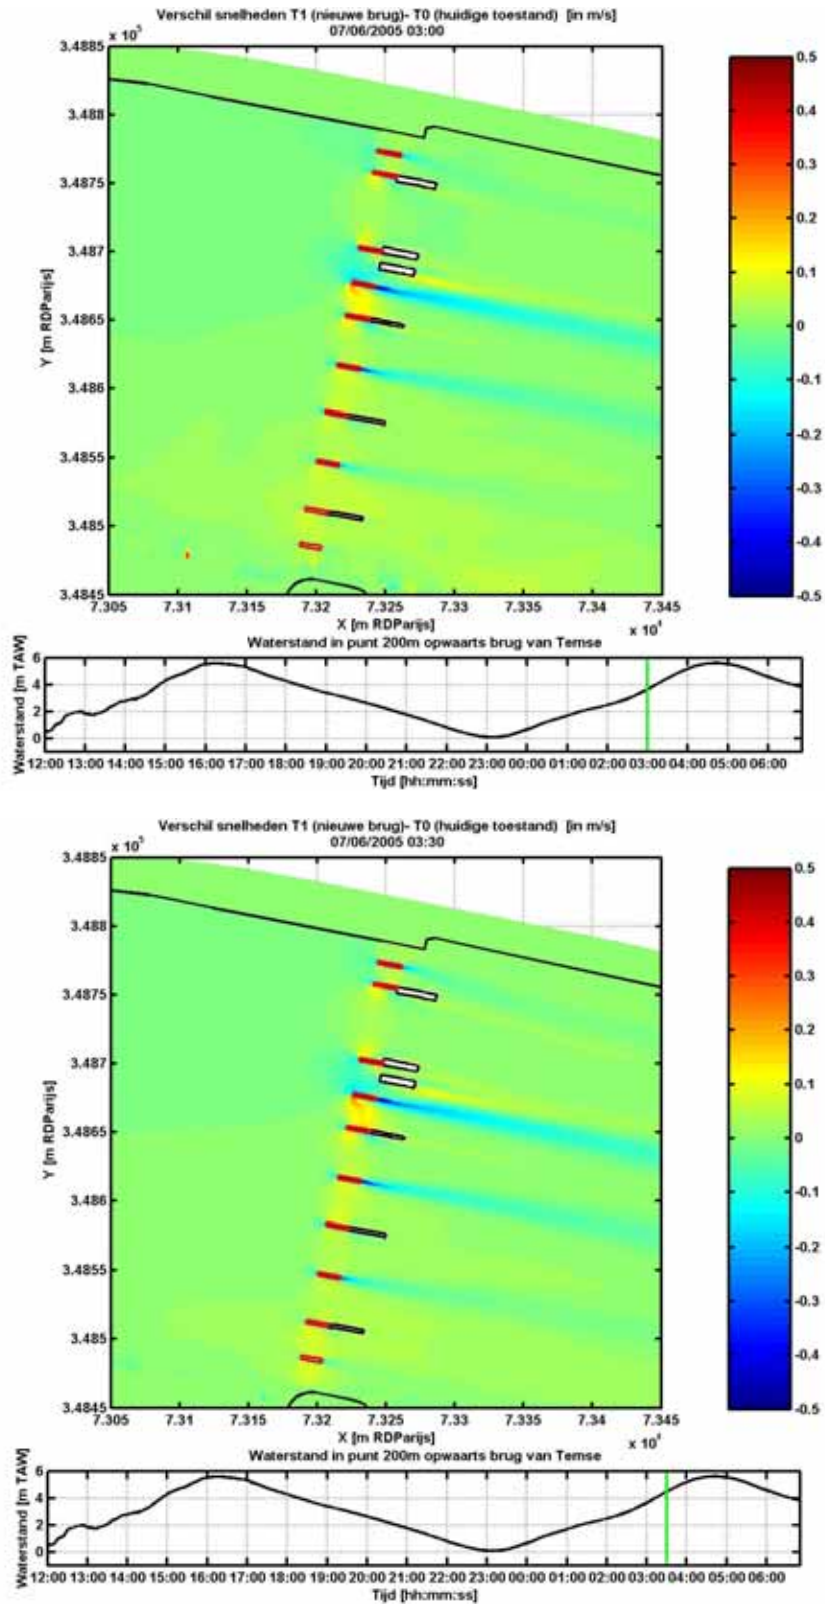 Verschil snelheden T1 (nieuwe brug)- T0 (huidige toestand) [in m/s]
07/06/2005 03:00
x 10⁵
3.4885
3.488
3.4875
3.487
3.4865
3.486
3.4855
3.485
3.4845
Y [m RDParijs]
7.305 7.31 7.315 7.32 7.325 7.33 7.335 7.34 7.345
X [m RDParijs]
x 10⁴
0.5
0.4
0.3
0.2
0.1
0
-0.1
-0.2
-0.3
-0.4
-0.5
Waterstand in punt 200m opwaarts brug van Temse
Waterstand [m TAW]
6
4
2
0
12:00 13:00 14:00 15:00 16:00 17:00 18:00 19:00 20:00 21:00 22:00 23:00 00:00 01:00 02:00 03:00 04:00 05:00 06:00
Tijd [hh:mm:ss]
Verschil snelheden T1 (nieuwe brug)- T0 (huidige toestand) [in m/s]
07/06/2005 03:30
x 10⁵
3.4885
3.488
3.4875
3.487
3.4865
3.486
3.4855
3.485
3.4845
Y [m RDParijs]
7.305 7.31 7.315 7.32 7.325 7.33 7.335 7.34 7.345
X [m RDParijs]
x 10⁴
0.5
0.4
0.3
0.2
0.1
0
-0.1
-0.2
-0.3
-0.4
-0.5
Waterstand in punt 200m opwaarts brug van Temse
Waterstand [m TAW]
6
4
2
0
12:00 13:00 14:00 15:00 16:00 17:00 18:00 19:00 20:00 21:00 22:00 23:00 00:00 01:00 02:00 03:00 04:00 05:00 06:00
Tijd [hh:mm:ss]